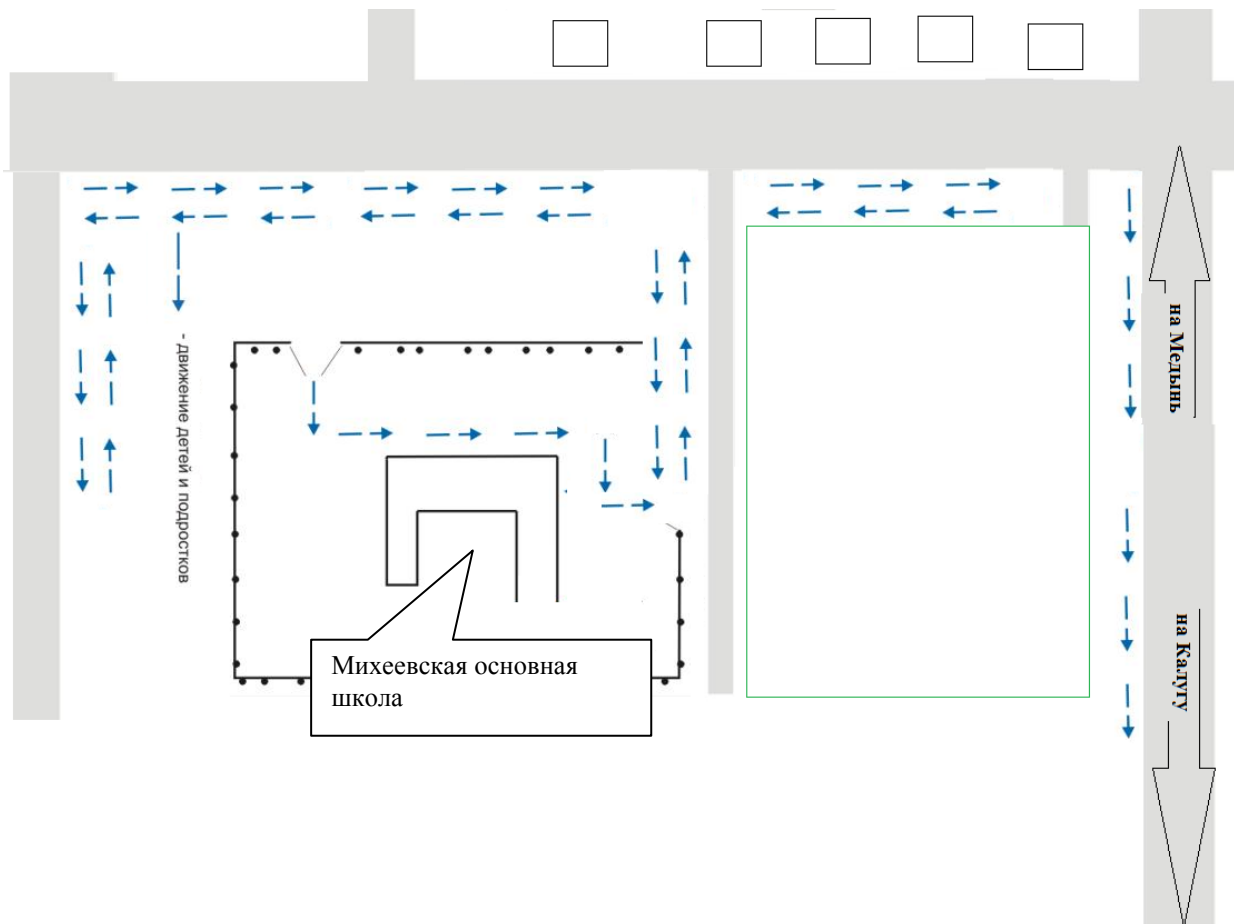 на Медынь
- движение детей и подростков
на Калугу
Михеевская основная
школа